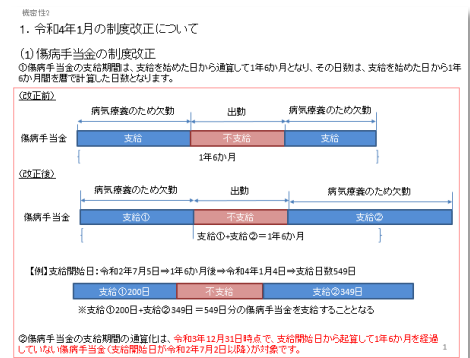 機密性2
1. 令和4年1月の制度改正について
(1)傷病手当金の制度改正
①傷病手当金の支給期間は、支給を始めた日から通算して1年6か月となり、その日数は、支給を始めた日から1年
6か月間を暦で計算した日数となります。
〈改正前〉
病気療養のため欠勤 出勤 病気療養のため欠勤
傷病手当金 支給 不支給 支給
1年6か月
〈改正後〉
病気療養のため欠勤 出勤 病気療養のため欠勤
傷病手当金 支給① 不支給 支給②
支給①+支給②=1年6か月
【例】支給開始日:令和2年7月5日⇒1年6か月後⇒令和4年1月4日⇒支給日数549日
支給①200日 不支給 支給②349日
※支給①200日+支給②349日=549日分の傷病手当金を支給することとなる
②傷病手当金の支給期間の通算化は、令和3年12月31日時点で、支給開始日から起算して1年6か月を経過
していない傷病手当金(支給開始日が令和2年7月2日以降)が対象です。
1